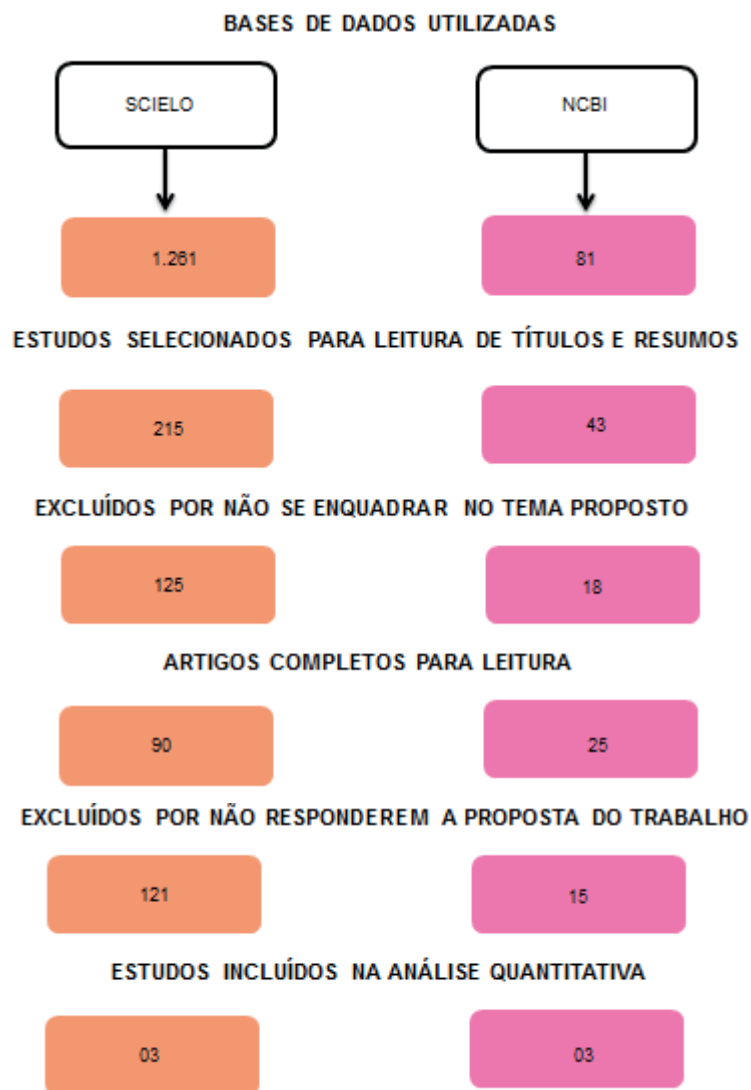 BASES DE DADOS UTILIZADAS
SCIELO NCBI
1.261 81
ESTUDOS SELECIONADOS PARA LEITURA DE TÍTULOS E RESUMOS
215 43
EXCLUÍDOS POR NÃO SE ENQUADRAR NO TEMA PROPOSTO
125 18
ARTIGOS COMPLETOS PARA LEITURA
90 25
EXCLUÍDOS POR NÃO RESPONDEREM A PROPOSTA DO TRABALHO
121 15
ESTUDOS INCLUÍDOS NA ANÁLISE QUANTITATIVA
03 03